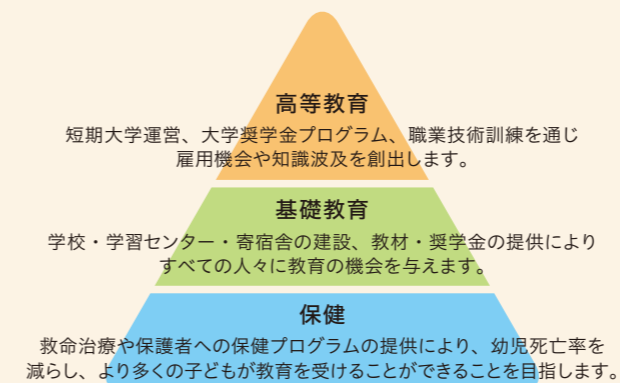 高等教育
短期大学運営、大学奨学金プログラム、職業技術訓練を通じ
雇用機会や知識波及を創出します。
基礎教育
学校・学習センター・寄宿舎の建設、教材・奨学金の提供により
すべての人々に教育の機会を与えます。
保健
救命治療や保護者への保健プログラムの提供により、幼児死亡率を
減らし、より多くの子どもが教育を受けることができることを目指します。